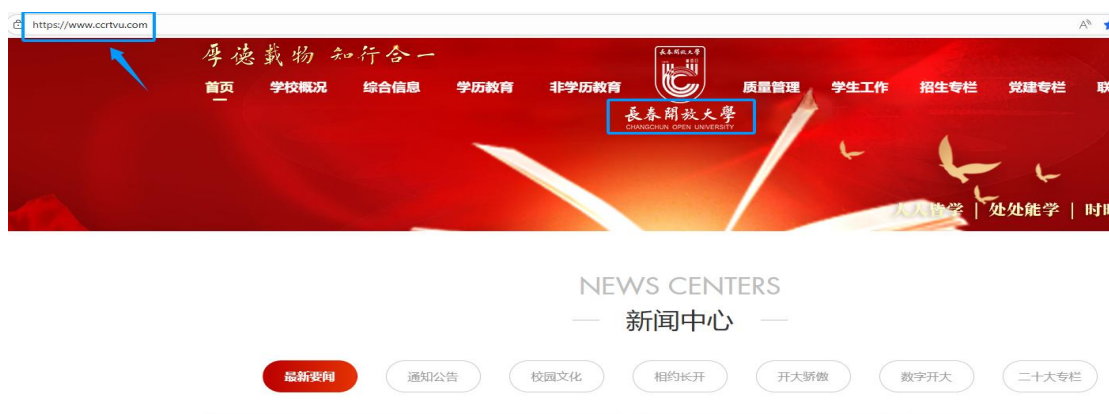 https://www.ccrtvu.com
厚德载物 知行合一
长春开放大学
首页 学校概况 综合信息 学历教育 非学历教育 质量管理 学生工作 招生专栏 党建专栏
長春開放大學
CHANGCHUN OPEN UNIVERSITY
人人皆学 | 处处能学 |
NEWS CENTERS
新闻中心
最新要闻 通知公告 校园文化 相约长开 开大骄傲 数字开大 二十大专栏